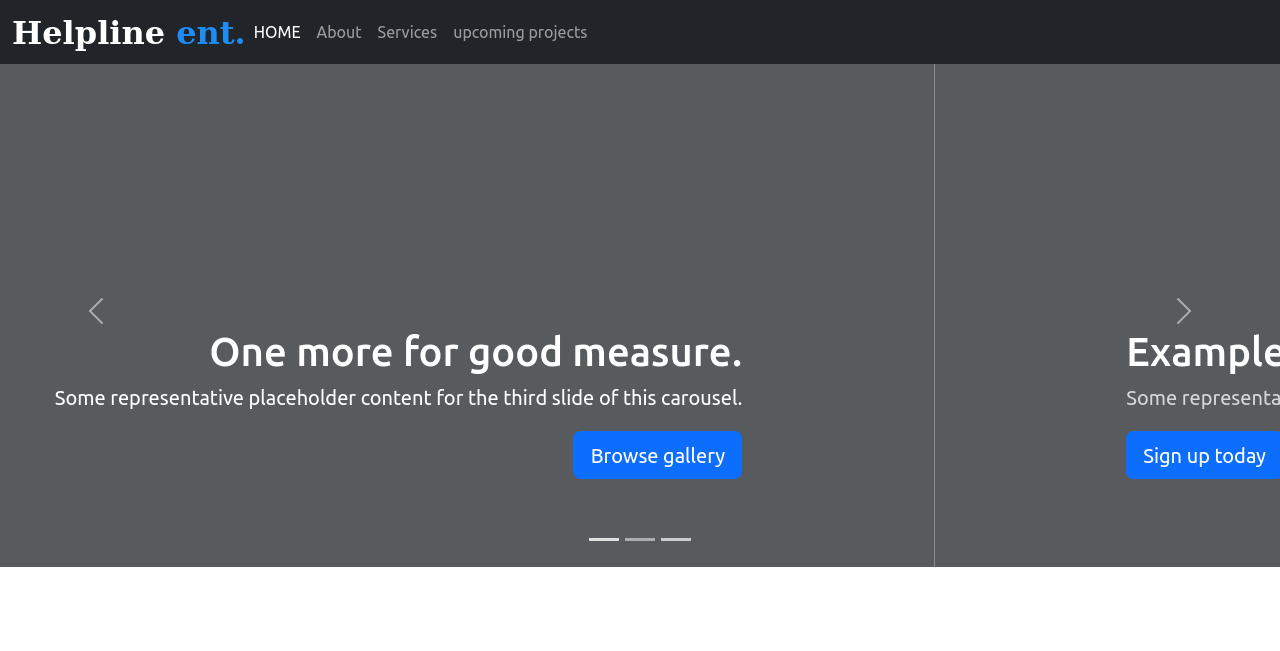 Helpline ent. HOME About Services upcoming projects
One more for good measure.
Some representative placeholder content for the third slide of this carousel.
Browse gallery
Example
Some representa
Sign up today